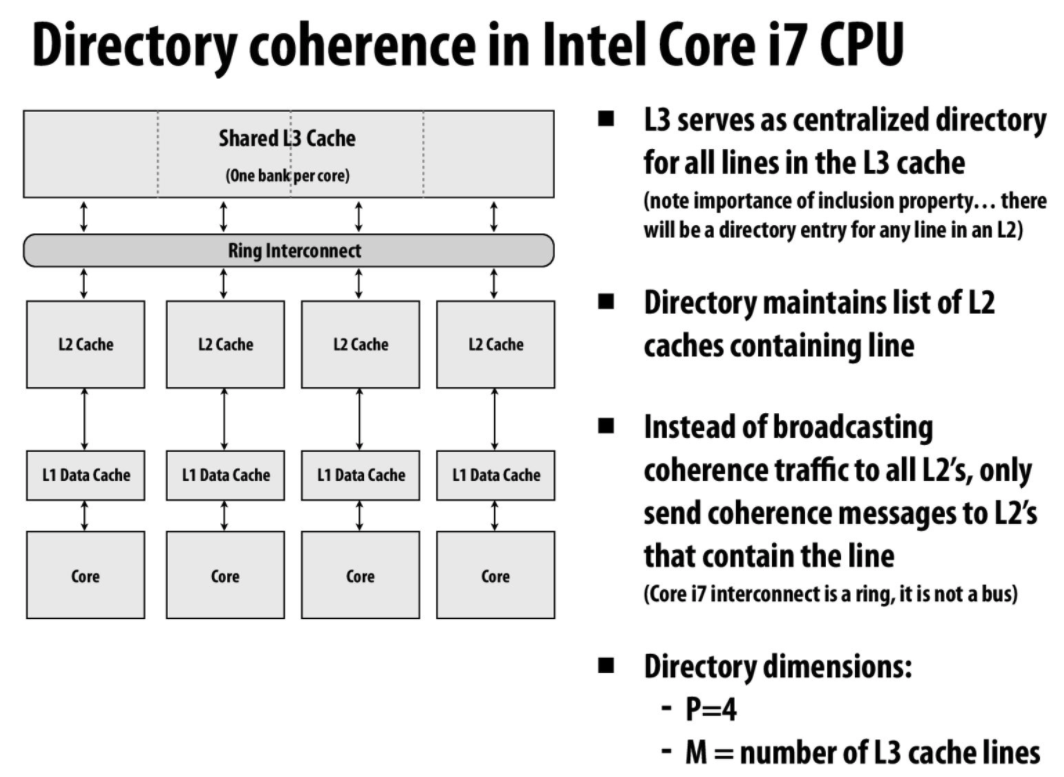 Directory coherence in Intel Core i7 CPU
Shared L3 Cache
(One bank per core)
Ring Interconnect
L2 Cache L2 Cache L2 Cache L2 Cache
L1 Data Cache L1 Data Cache L1 Data Cache L1 Data Cache
Core Core Core Core
■ L3 serves as centralized directory
for all lines in the L3 cache
(note importance of inclusion property… there
will be a directory entry for any line in an L2)
■ Directory maintains list of L2
caches containing line
■ Instead of broadcasting
coherence traffic to all L2's, only
send coherence messages to L2's
that contain the line
(Core i7 interconnect is a ring, it is not a bus)
■ Directory dimensions:
- P=4
- M = number of L3 cache lines